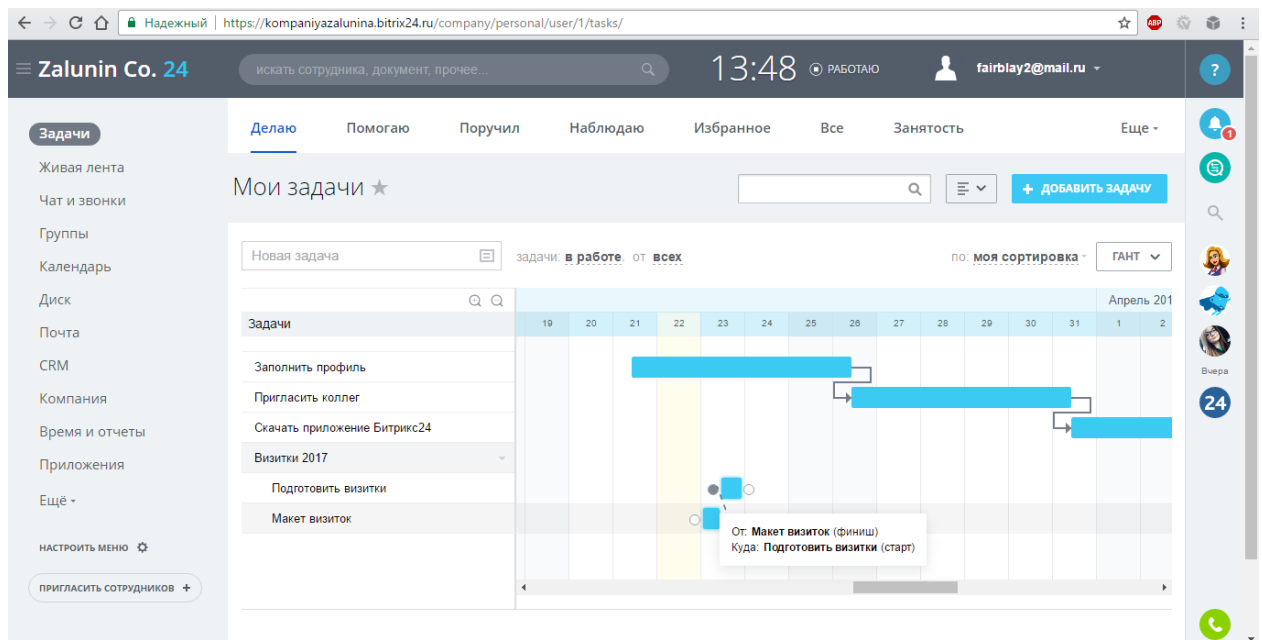 Надежный https://kompaniyazalunina.bitrix24.ru/company/personal/user/1/tasks/
ABP
Zalunin Co. 24 искать сотрудника, документ, прочее... 13:48 РАБОТАЮ fairblay2@mail.ru ?
Задачи
Живая лента
Чат и звонки
Группы
Календарь
Диск
Почта
CRM
Компания
Время и отчеты
Приложения
Ещё
НАСТРОИТЬ МЕНЮ
ПРИГЛАСИТЬ СОТРУДНИКОВ +
Делаю Помогаю Поручил Наблюдаю Избранное Все Занятость Еще
Мои задачи + ДОБАВИТЬ ЗАДАЧУ
Новая задача задачи: в работе, от всех по: моя сортировка ГАНТ
Апрель 201
Задачи 19 20 21 22 23 24 25 26 27 28 29 30 31 1 2
Заполнить профиль
Пригласить коллег
Скачать приложение Битрикс24
Визитки 2017
Подготовить визитки
Макет визиток
От: Макет визиток (финиш)
Куда: Подготовить визитки (старт)
1
Вчера
24